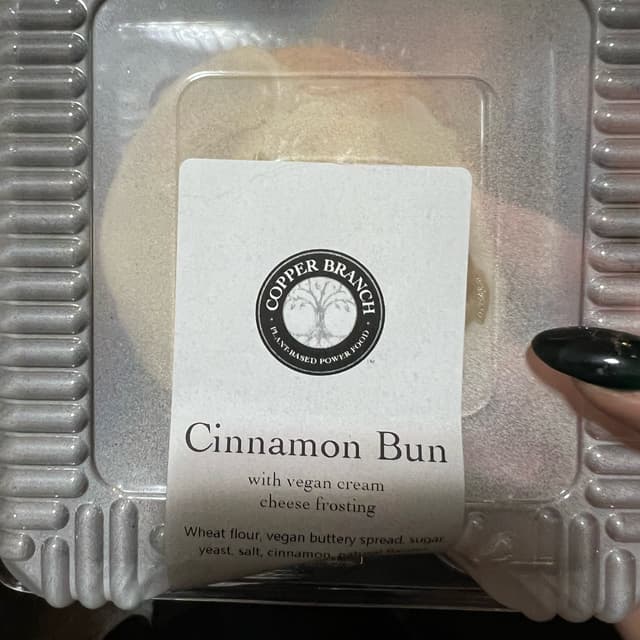 COPPER BRANCH
· PLANT-BASED POWER FOOD ·
Cinnamon Bun
with vegan cream
cheese frosting
Wheat flour, vegan buttery spread, sugar
yeast, salt, cinnamon, natural